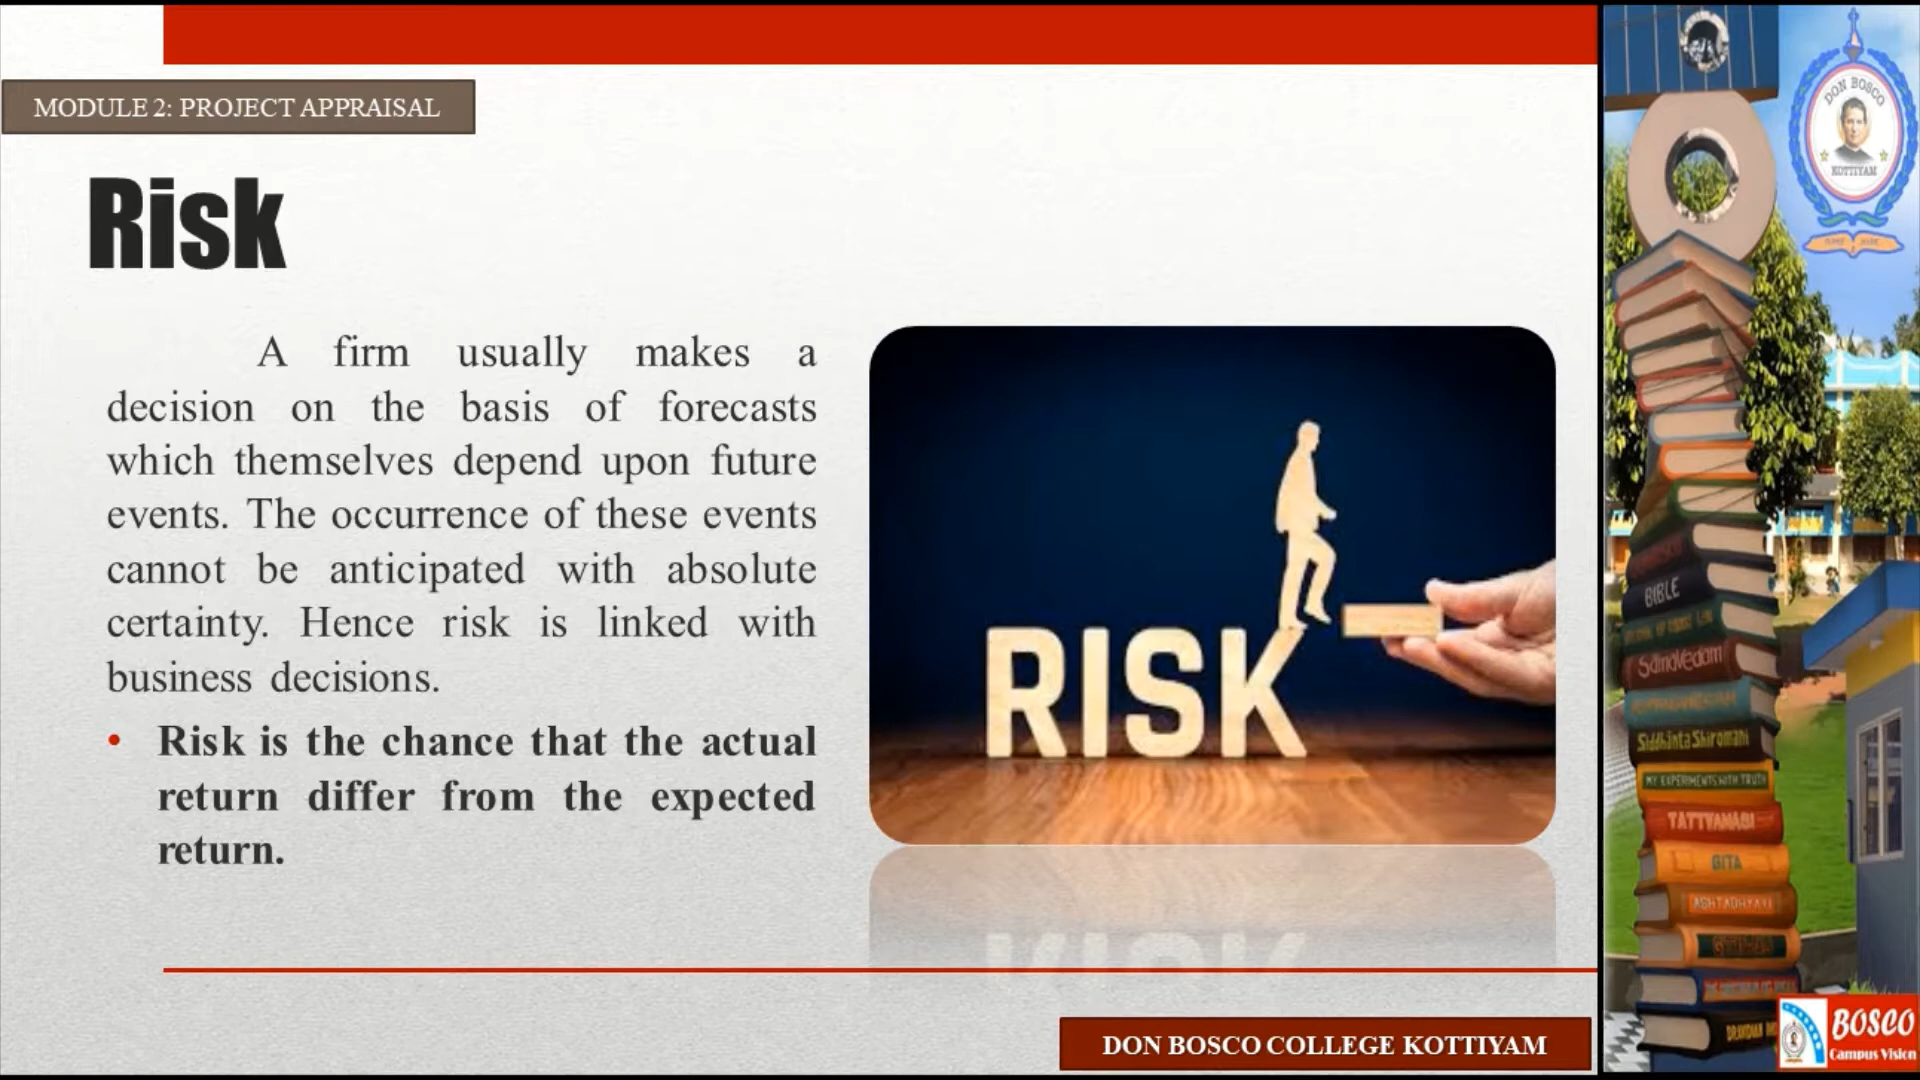 MODULE 2: PROJECT APPRAISAL
Risk
A firm usually makes a
decision on the basis of forecasts
which themselves depend upon future
events. The occurrence of these events
cannot be anticipated with absolute
certainty. Hence risk is linked with
business decisions.
• Risk is the chance that the actual
return differ from the expected
return.
RISK
DON BOSCO COLLEGE KOTTIYAM
DON BOSCO
KOTTIYAM
BIBLE
SamaVedam
Siddhanta Shiromani
MY EXPERIMENTS WITH TRUTH
GITA
BOSCO
Campus Vision